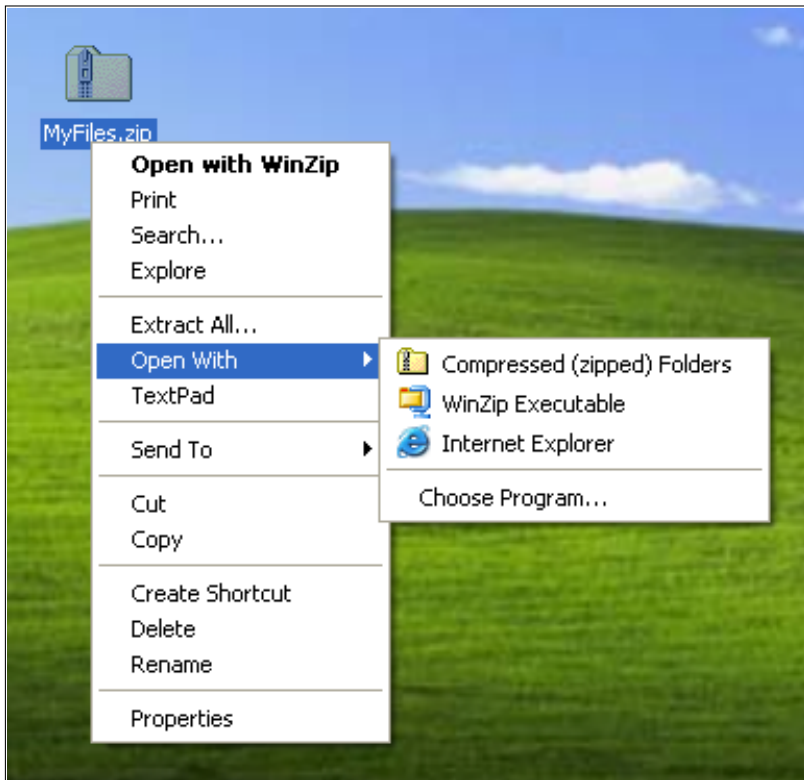 MyFiles.zip
Open with WinZip
Print
Search...
Explore
Extract All...
Open With
TextPad
Send To
Cut
Copy
Create Shortcut
Delete
Rename
Properties
Compressed (zipped) Folders
WinZip Executable
Internet Explorer
Choose Program...